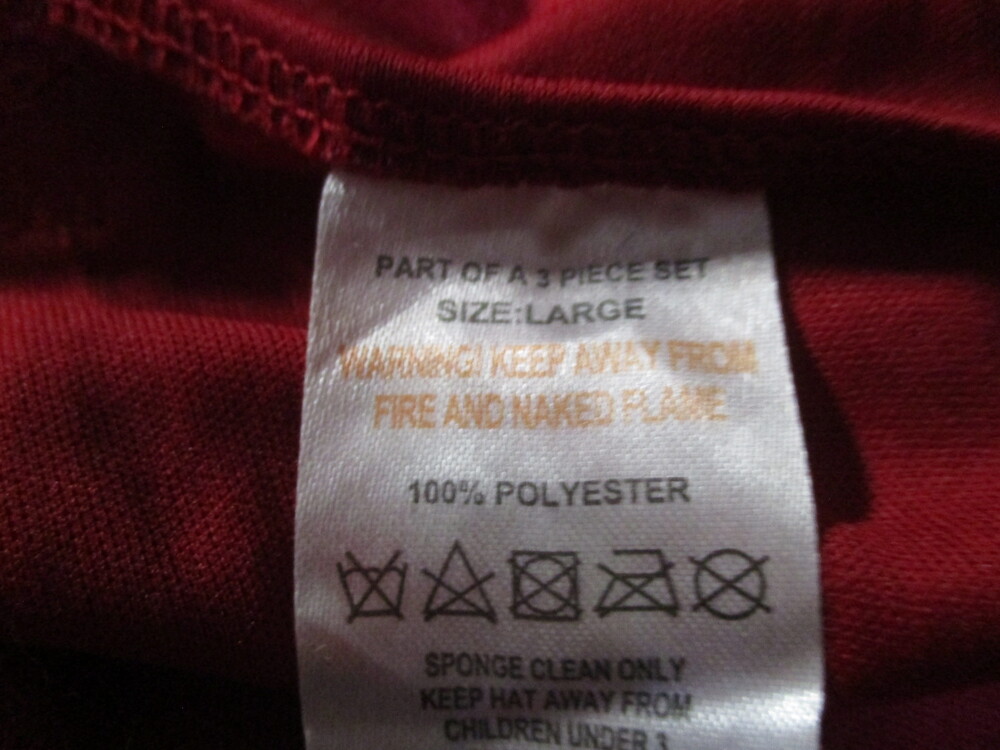 PART OF A 3 PIECE SET
SIZE:LARGE
WARNING! KEEP AWAY FROM
FIRE AND NAKED FLAME
100% POLYESTER
SPONGE CLEAN ONLY
KEEP HAT AWAY FROM
CHILDREN UNDER 3